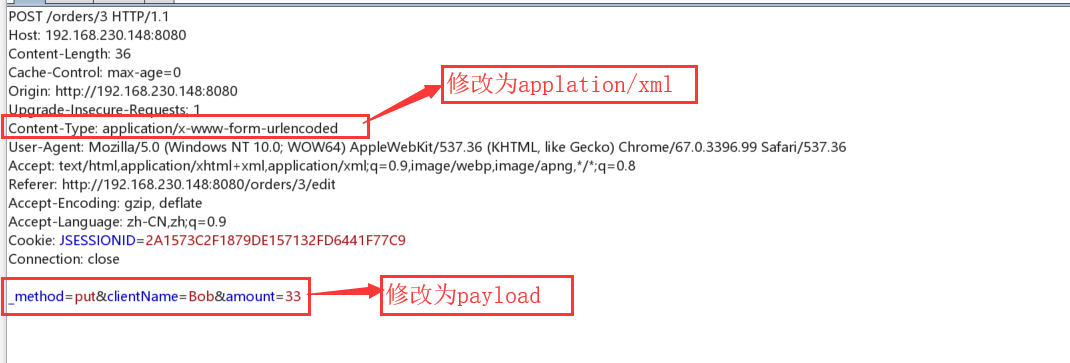 POST /orders/3 HTTP/1.1
Host: 192.168.230.148:8080
Content-Length: 36
Cache-Control: max-age=0
Origin: http://192.168.230.148:8080
Upgrade-Insecure-Requests: 1
Content-Type: application/x-www-form-urlencoded
修改为applation/xml
User-Agent: Mozilla/5.0 (Windows NT 10.0; WOW64) AppleWebKit/537.36 (KHTML, like Gecko) Chrome/67.0.3396.99 Safari/537.36
Accept: text/html,application/xhtml+xml,application/xml;q=0.9,image/webp,image/apng,*/*;q=0.8
Referer: http://192.168.230.148:8080/orders/3/edit
Accept-Encoding: gzip, deflate
Accept-Language: zh-CN,zh;q=0.9
Cookie: JSESSIONID=2A1573C2F1879DE157132FD6441F77C9
Connection: close
_method=put&clientName=Bob&amount=33
修改为payload